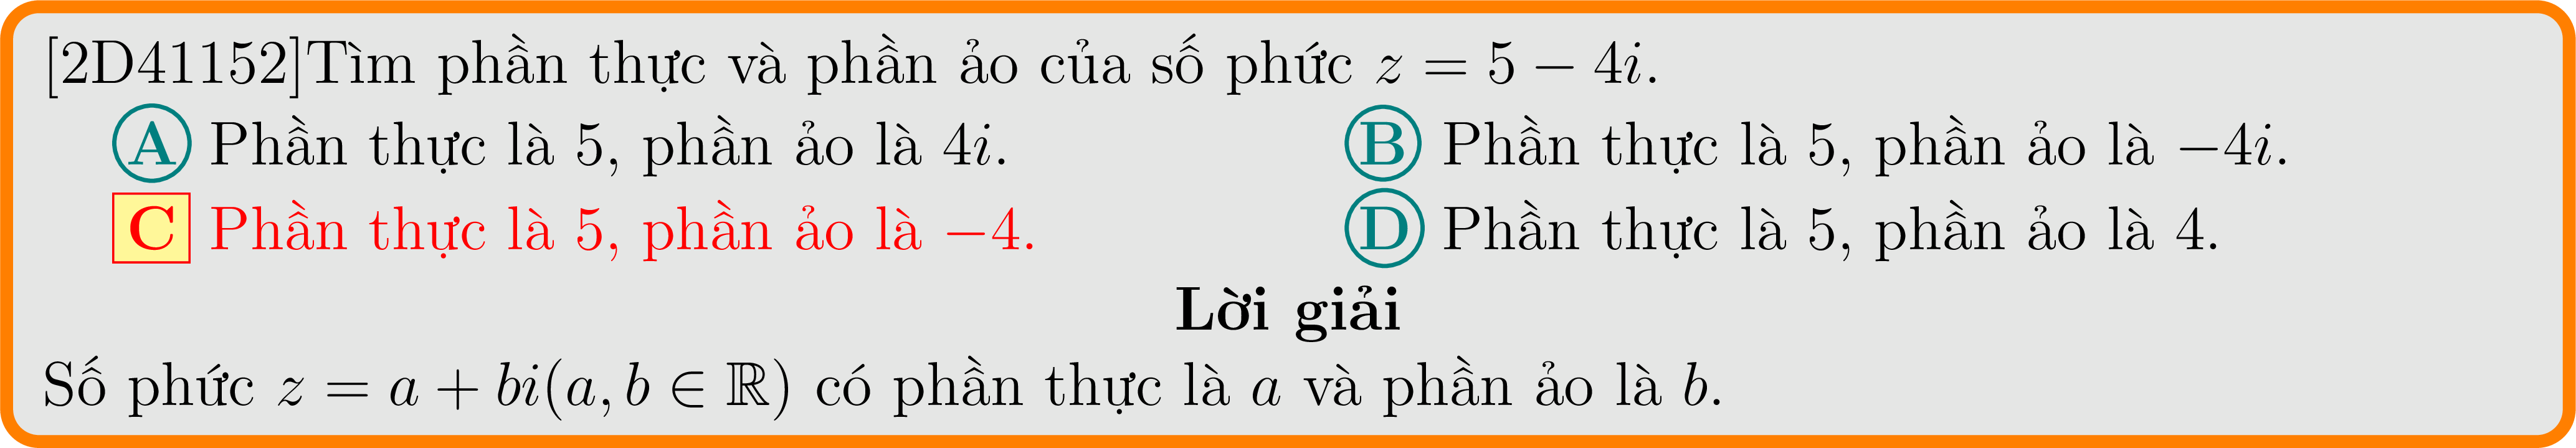 [2D41152]Tìm phần thực và phần ảo của số phức z = 5 − 4i.
A Phần thực là 5, phần ảo là 4i. B Phần thực là 5, phần ảo là −4i.
C Phần thực là 5, phần ảo là −4. D Phần thực là 5, phần ảo là 4.
Lời giải
Số phức z = a + bi(a, b ∈ ℝ) có phần thực là a và phần ảo là b.